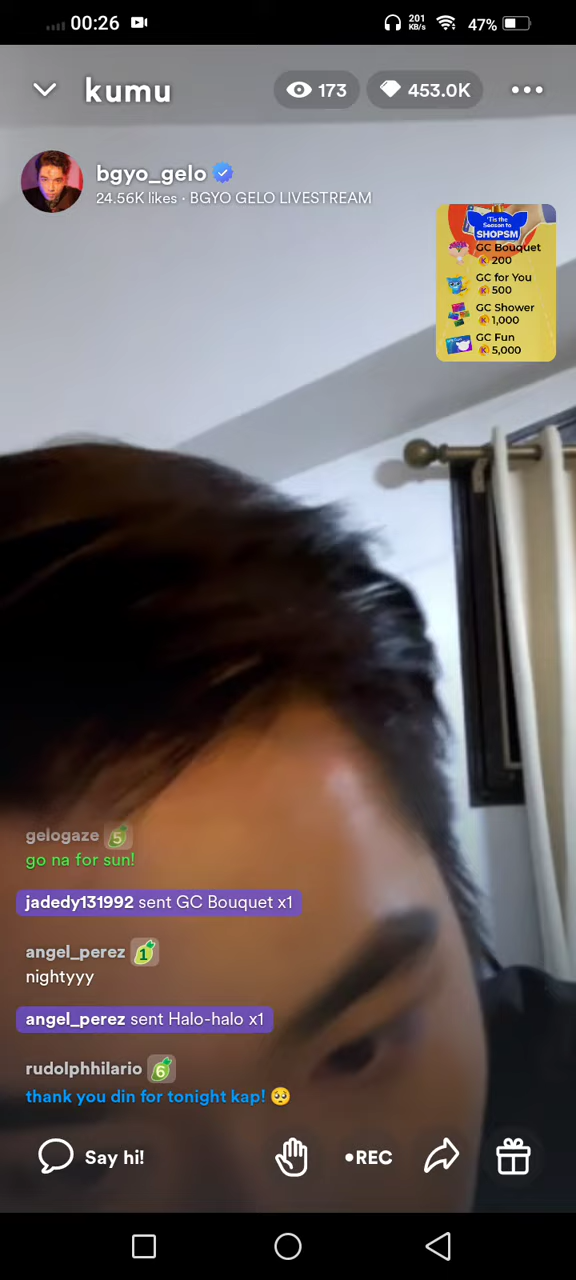 00:26
201
KB/s
47%
kumu
173
453.0K
bgyo_gelo
24.56K likes · BGYO GELO LIVESTREAM
'Tis the
Season to
SHOPSM
GC Bouquet
K 200
GC for You
K 500
GC Shower
K 1,000
GC Fun
K 5,000
gelogaze 5
go na for sun!
jadedy131992 sent GC Bouquet x1
angel_perez 1
nightyyy
angel_perez sent Halo-halo x1
rudolphhilario 6
thank you din for tonight kap! 🥺
Say hi!
•REC